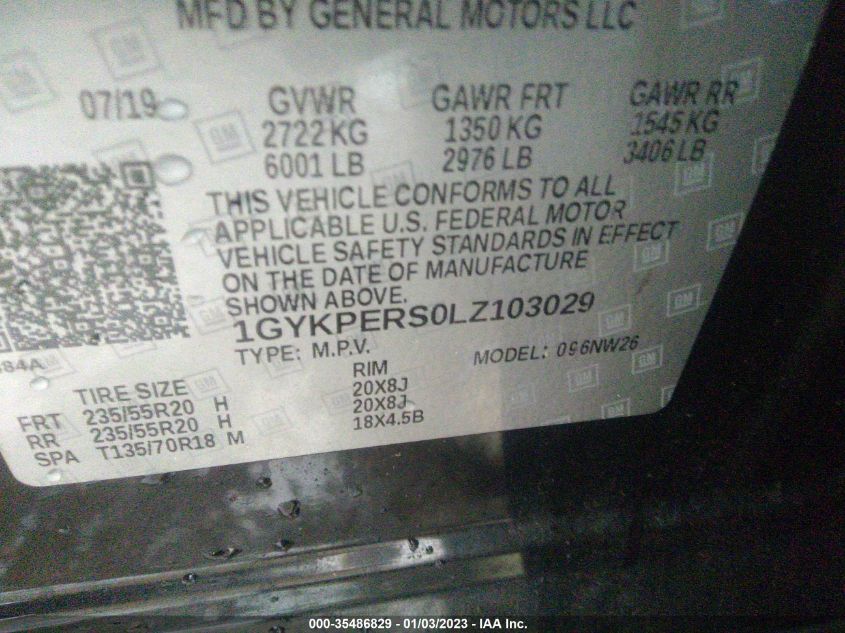 MFD BY GENERAL MOTORS LLC
07/19 GVWR GAWR FRT GAWR RR
2722 KG 1350 KG 1545 KG
6001 LB 2976 LB 3406 LB
THIS VEHICLE CONFORMS TO ALL
APPLICABLE U.S. FEDERAL MOTOR
VEHICLE SAFETY STANDARDS IN EFFECT
ON THE DATE OF MANUFACTURE
SHOWN ABOVE.
1GYKPERS0LZ103029
TYPE: M.P.V. MODEL: 096NW26
TIRE SIZE RIM
FRT 235/55R20 H 20X8J
RR 235/55R20 H 20X8J
SPA T135/70R18 M 18X4.5B
000-35486829 - 01/03/2023 - IAA Inc.